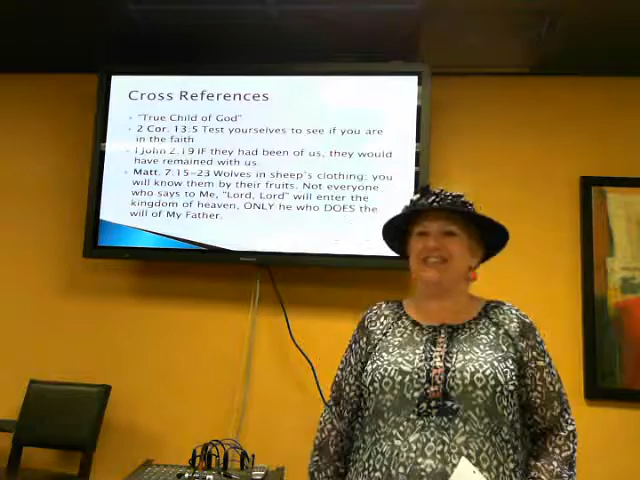 Cross References
"True Child of God"
2 Cor. 13:5 Test yourselves to see if you are
in the faith
I John 2:19 IF they had been of us, they would
have remained with us.
Matt. 7:15-23 Wolves in sheep's clothing; you
will know them by their fruits. Not everyone
who says to Me, "Lord, Lord" will enter the
kingdom of heaven, ONLY he who DOES the
will of My Father.